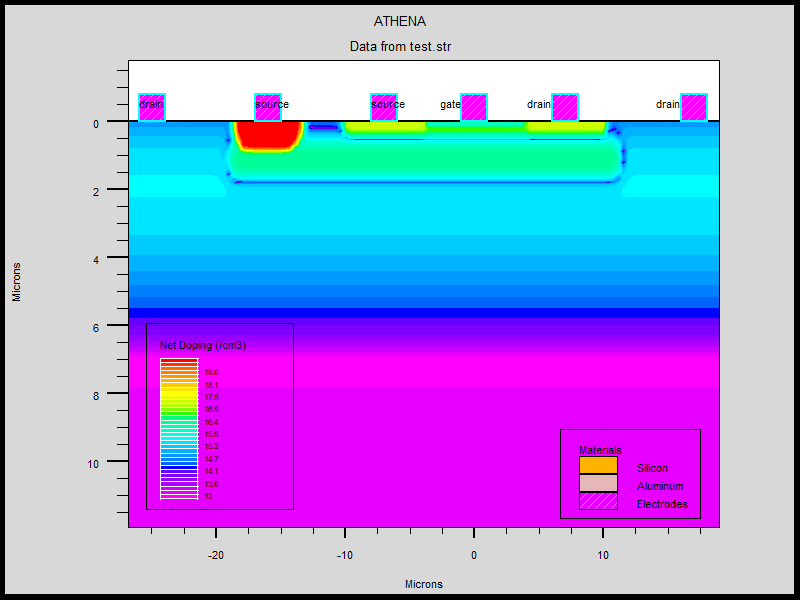 ATHENA
Data from test.str
drain source source gate drain drain
0
2
4
6
8
10
Microns
Net Doping (/cm3)
18.6
18.1
17.5
16.9
16.4
15.8
15.2
14.7
14.1
13.6
13
Materials
Silicon
Aluminum
Electrodes
-20 -10 0 10
Microns